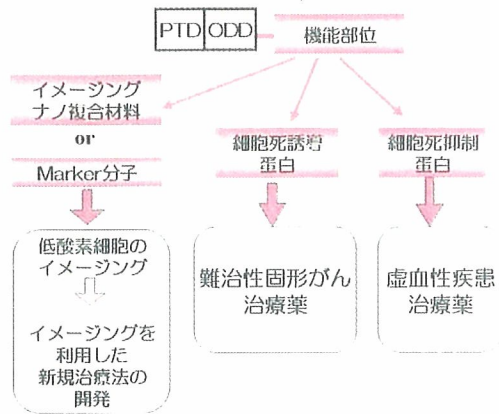 PTD ODD 機能部位
イメージング
ナノ複合材料
or
Marker分子
細胞死誘導
蛋白
細胞死抑制
蛋白
低酸素細胞の
イメージング
イメージングを
利用した
新規治療法の
開発
難治性固形がん
治療薬
虚血性疾患
治療薬